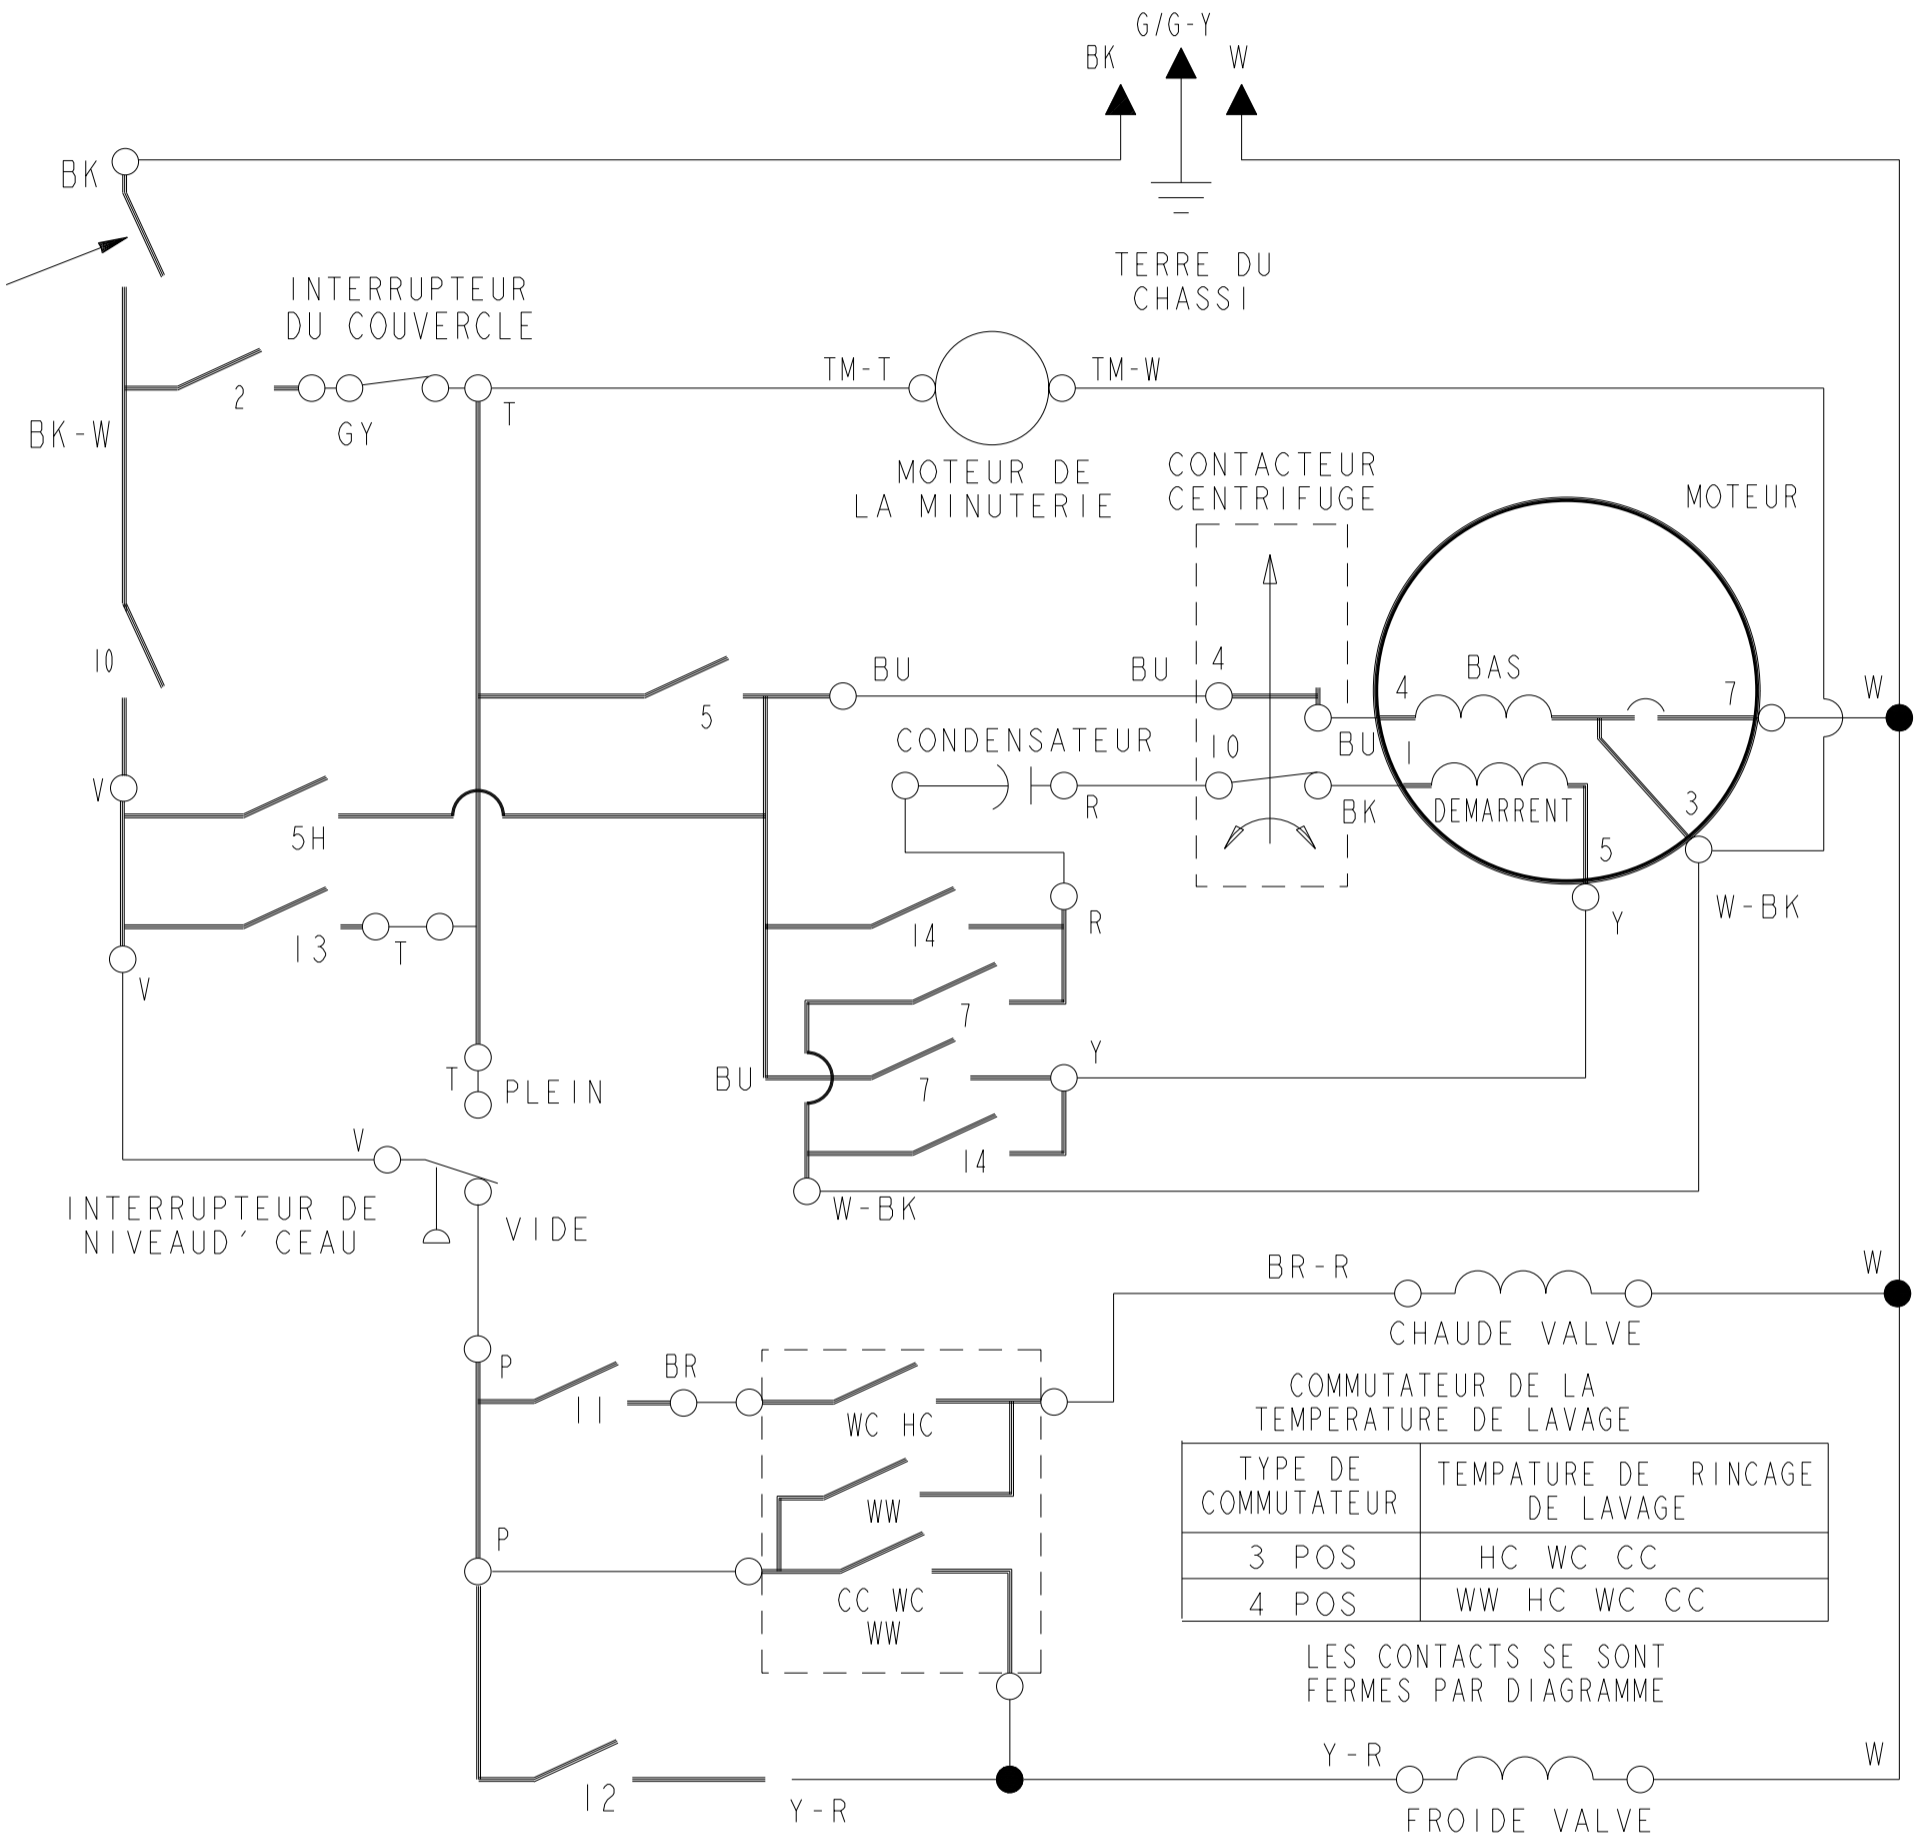 G/G-Y
BK
W
BK
TERRE DU
CHASSI
INTERRUPTEUR
DU COUVERCLE
2
GY
T
BK-W
TM-T
TM-W
MOTEUR DE
LA MINUTERIE
CONTACTEUR
CENTRIFUGE
MOTEUR
10
5
BU
BU
4
BAS
4
7
W
CONDENSATEUR
10
BU
1
V
5H
R
BK
DEMARRENT
3
5
13
T
V
14
R
Y
W-BK
7
T
PLEIN
BU
7
Y
V
14
INTERRUPTEUR DE
NIVEAUD' CEAU
VIDE
W-BK
BR-R
W
CHAUDE VALVE
P
11
BR
WC HC
WW
P
CC WC
WW
COMMUTATEUR DE LA
TEMPERATURE DE LAVAGE
TYPE DE
COMMUTATEUR
TEMPATURE DE RINCAGE
DE LAVAGE
3 POS
HC WC CC
4 POS
WW HC WC CC
LES CONTACTS SE SONT
FERMES PAR DIAGRAMME
12
Y-R
Y-R
W
FROIDE VALVE